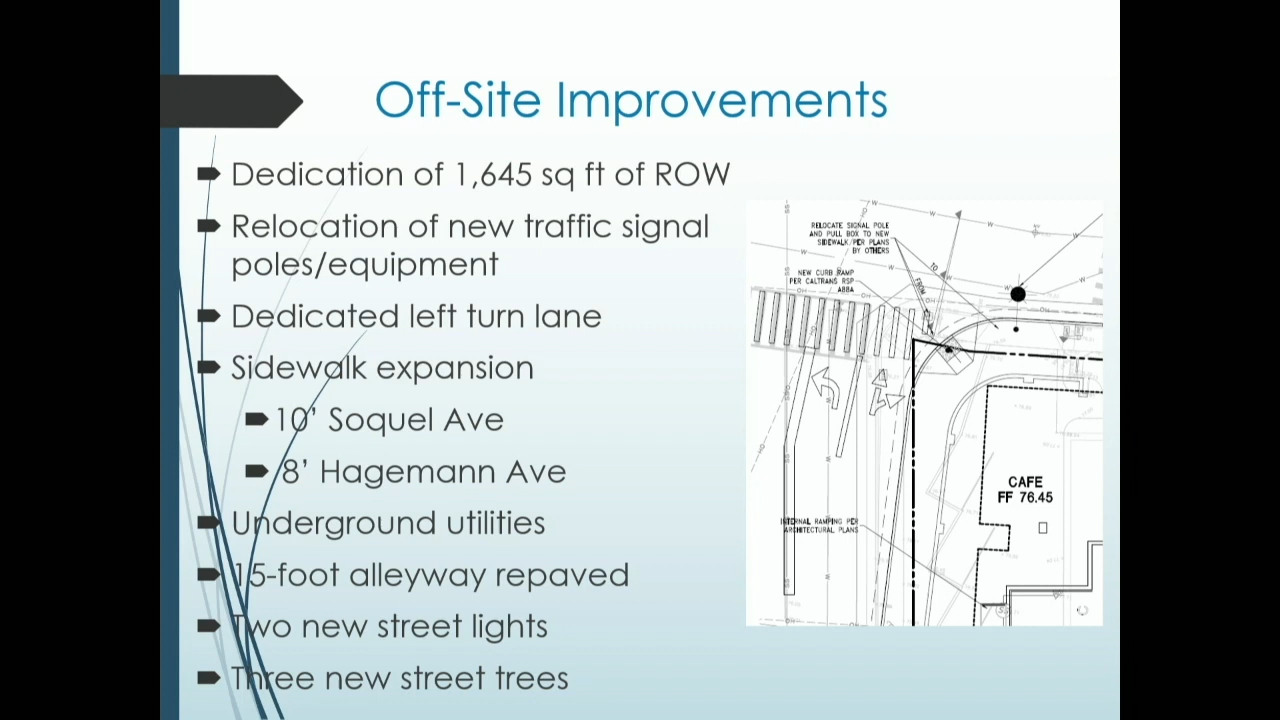 Off-Site Improvements
Dedication of 1,645 sq ft of ROW
Relocation of new traffic signal
poles/equipment
Dedicated left turn lane
Sidewalk expansion
10' Soquel Ave
8' Hagemann Ave
Underground utilities
15-foot alleyway repaved
Two new street lights
Three new street trees
RELOCATE SIGNAL POLE
AND PULL BOX TO NEW
SIDEWALK PER PLANS
BY OTHERS
NEW CURB RAMP
PER CALTRANS RSP
A88A
TO
FROM
CAFE
FF 76.45
INTERNAL RAMPING PER
ARCHITECTURAL PLANS